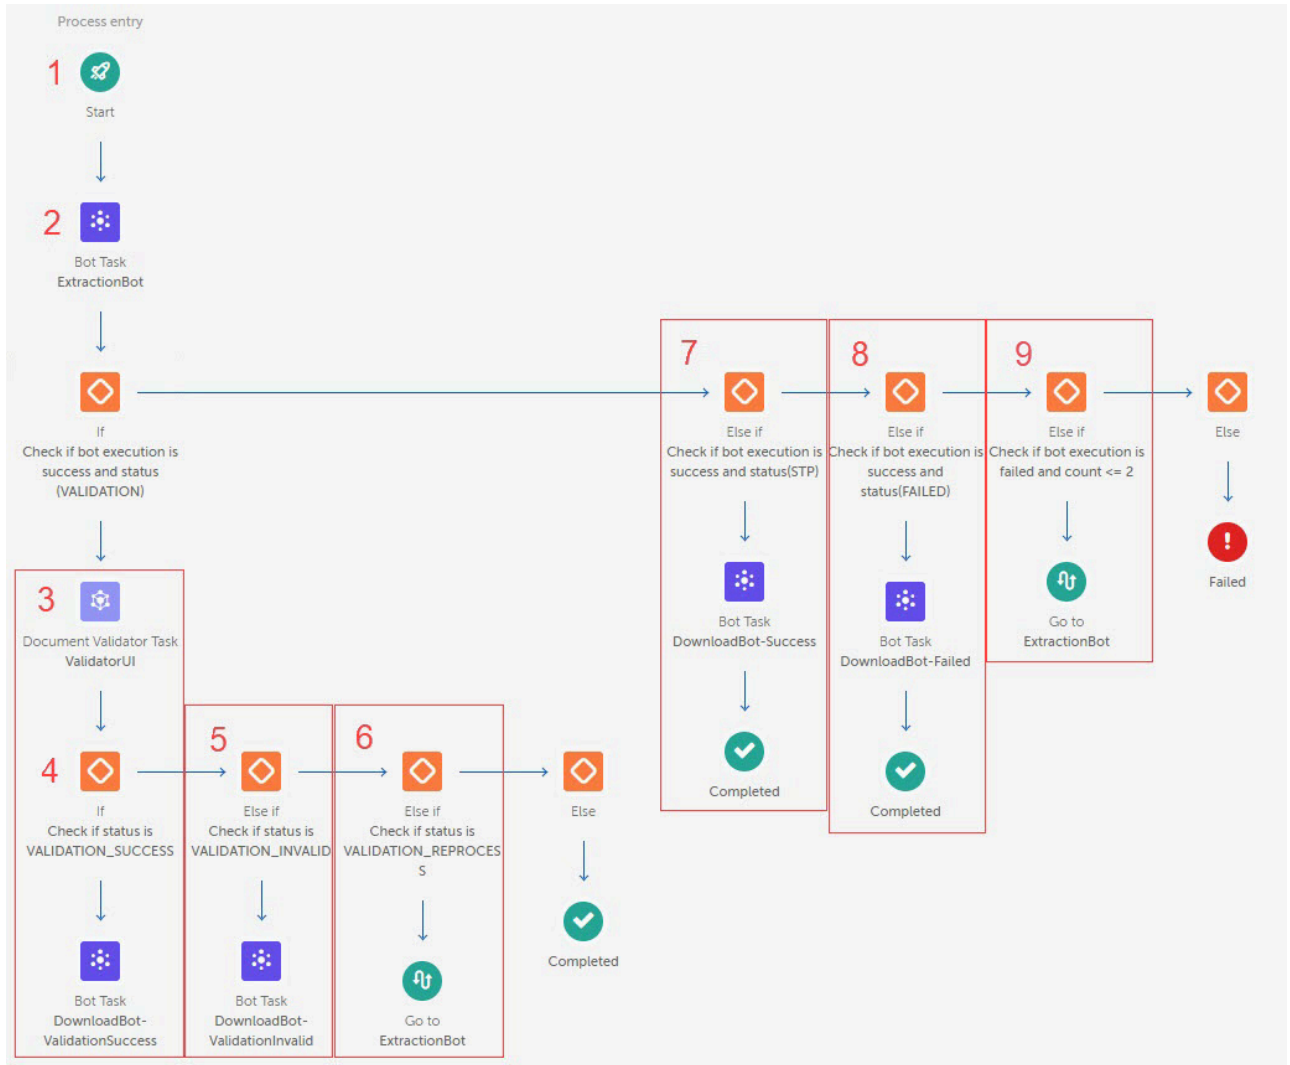 Process entry
1
Start
2
Bot Task
ExtractionBot
If
Check if bot execution is
success and status
(VALIDATION)
7
Else if
Check if bot execution is
success and status(STP)
8
Else if
Check if bot execution is
success and
status(FAILED)
9
Else if
Check if bot execution is
failed and count <= 2
Else
Failed
Bot Task
DownloadBot-Success
Completed
Bot Task
DownloadBot-Failed
Completed
Go to
ExtractionBot
3
Document Validator Task
ValidatorUI
4
If
Check if status is
VALIDATION_SUCCESS
Bot Task
DownloadBot-
ValidationSuccess
5
Else if
Check if status is
VALIDATION_INVALID
Bot Task
DownloadBot-
ValidationInvalid
6
Else if
Check if status is
VALIDATION_REPROCES
S
Go to
ExtractionBot
Else
Completed